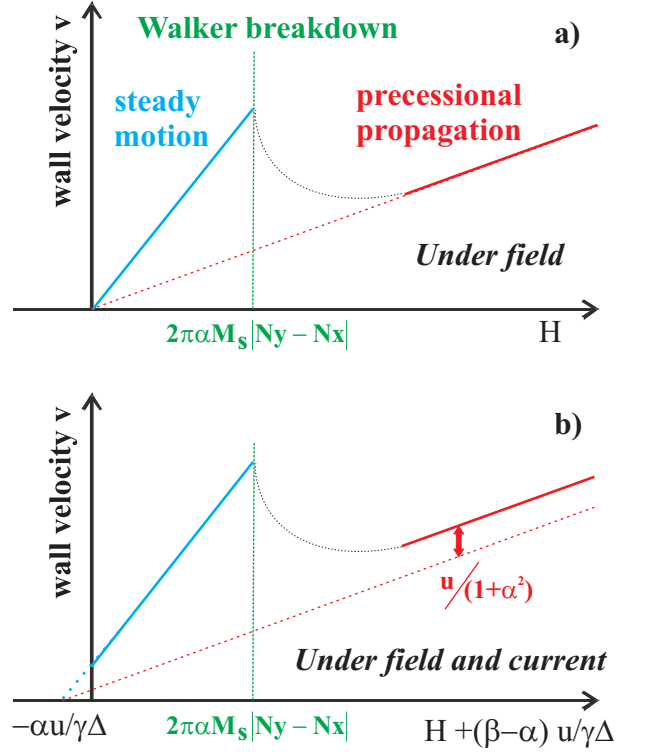 Walker breakdown
a)
wall velocity v
steady
motion
precessional
propagation
Under field
2παMs|Ny – Nx|
H
b)
wall velocity v
u/(1+α²)
Under field and current
–αu/γΔ
2παMs|Ny – Nx|
H +(β–α) u/γΔ